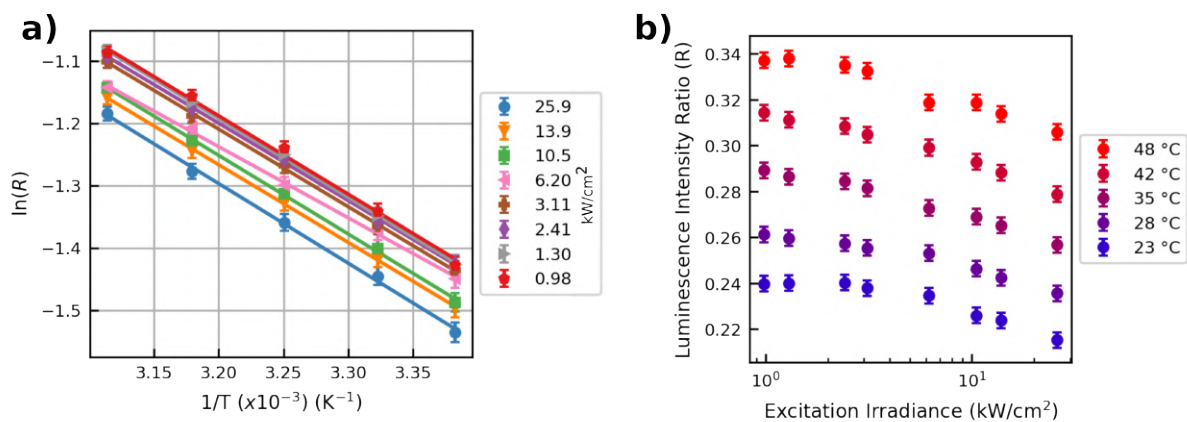 a)
ln(R)
−1.1
−1.2
−1.3
−1.4
−1.5
3.15
3.20
3.25
3.30
3.35
1/T (x10⁻³) (K⁻¹)
25.9
13.9
10.5
6.20
3.11
2.41
1.30
0.98
kW/cm²
b)
Luminescence Intensity Ratio (R)
0.34
0.32
0.30
0.28
0.26
0.24
0.22
10⁰
10¹
Excitation Irradiance (kW/cm²)
48 °C
42 °C
35 °C
28 °C
23 °C